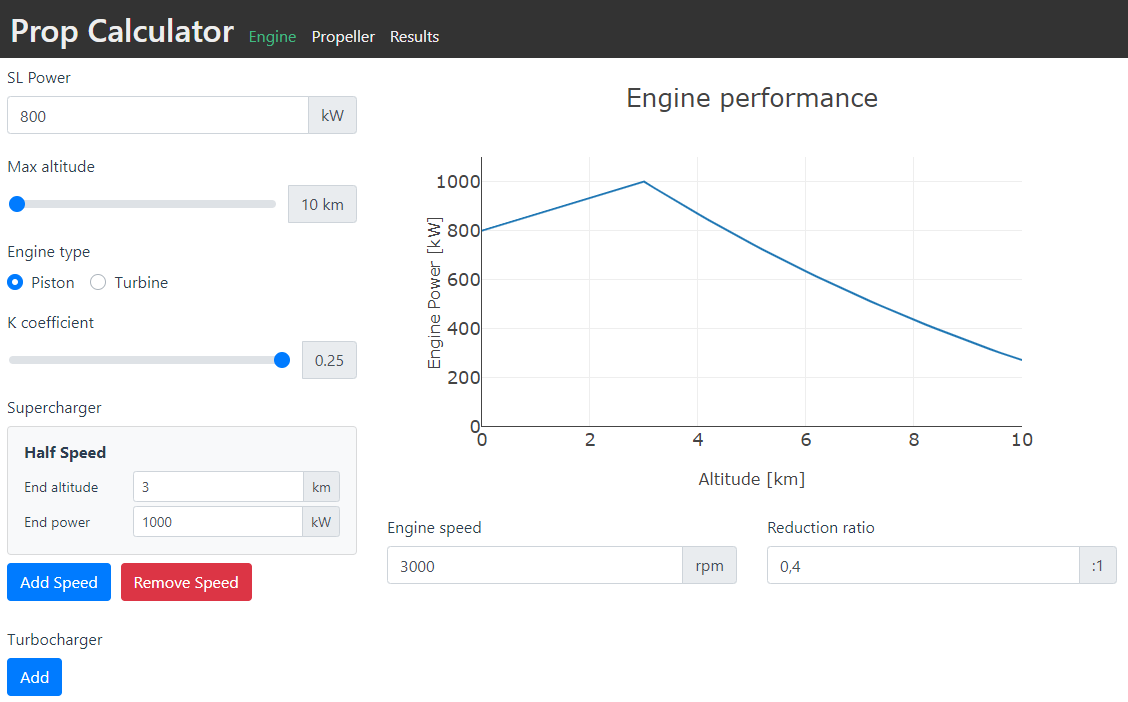 Prop Calculator Engine Propeller Results
SL Power
800 kW
Max altitude
10 km
Engine type
Piston Turbine
K coefficient
0.25
Supercharger
Half Speed
End altitude 3 km
End power 1000 kW
Add Speed Remove Speed
Turbocharger
Add
Engine performance
Engine Power [kW]
1000
800
600
400
200
0
0 2 4 6 8 10
Altitude [km]
Engine speed
3000 rpm
Reduction ratio
0,4 :1